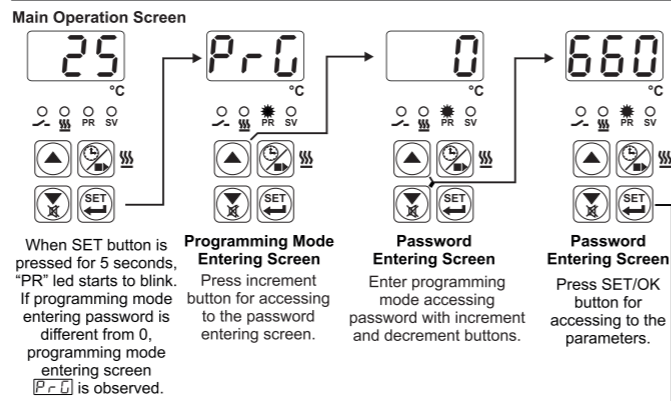 Main Operation Screen
25
°C
PR SV
SET
When SET button is
pressed for 5 seconds,
“PR” led starts to blink.
If programming mode
entering password is
different from 0,
programming mode
entering screen
PrG is observed.
PrG
°C
PR SV
SET
Programming Mode
Entering Screen
Press increment
button for accessing
to the password
entering screen.
0
°C
PR SV
SET
Password
Entering Screen
Enter programming
mode accessing
password with increment
and decrement buttons.
660
°C
PR SV
SET
Password
Entering Screen
Press SET/OK
button for
accessing to the
parameters.